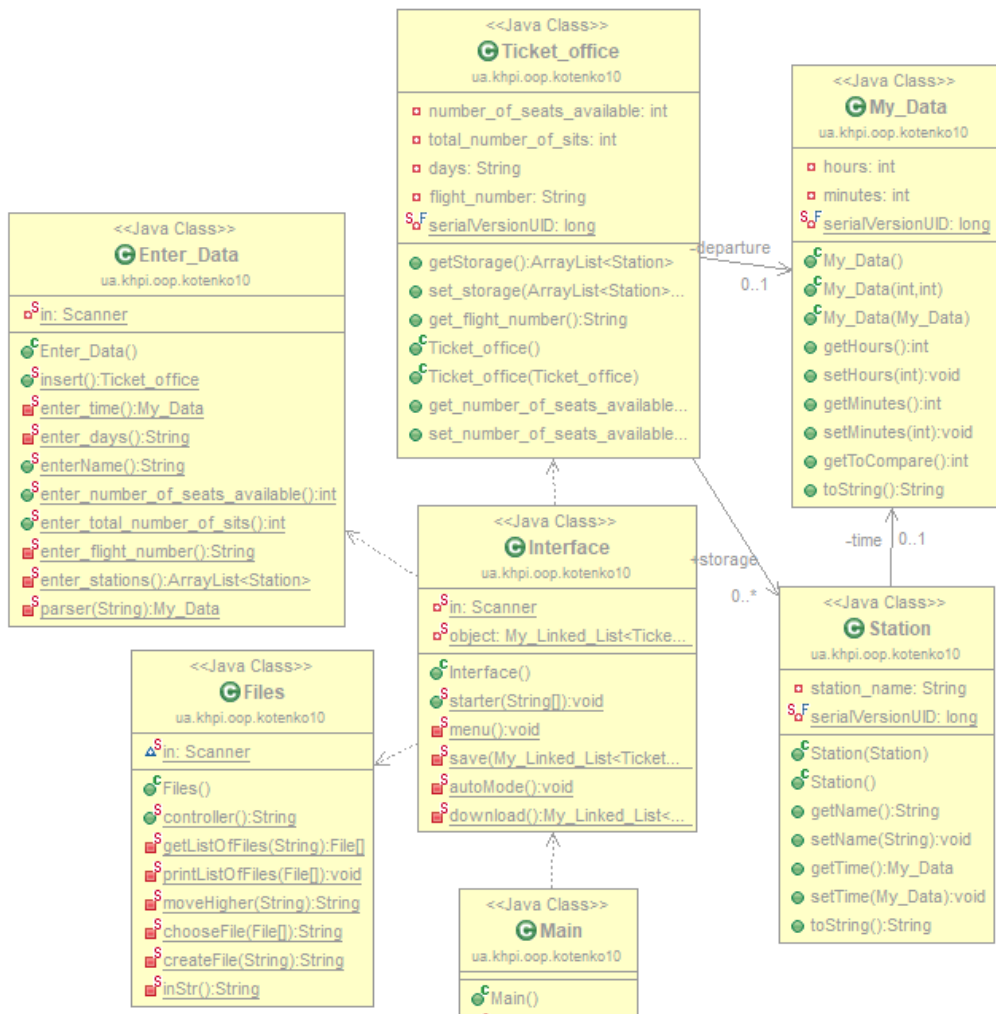 <<Java Class>>
Ticket_office
ua.khpi.oop.kotenko10
number_of_seats_available: int
total_number_of_sits: int
days: String
flight_number: String
serialVersionUID: long
getStorage():ArrayList<Station>
set_storage(ArrayList<Station>...
get_flight_number():String
Ticket_office()
Ticket_office(Ticket_office)
get_number_of_seats_available...
set_number_of_seats_available...
-departure
0..1
<<Java Class>>
My_Data
ua.khpi.oop.kotenko10
hours: int
minutes: int
serialVersionUID: long
My_Data()
My_Data(int,int)
My_Data(My_Data)
getHours():int
setHours(int):void
getMinutes():int
setMinutes(int):void
getToCompare():int
toString():String
<<Java Class>>
Enter_Data
ua.khpi.oop.kotenko10
in: Scanner
Enter_Data()
insert():Ticket_office
enter_time():My_Data
enter_days():String
enterName():String
enter_number_of_seats_available():int
enter_total_number_of_sits():int
enter_flight_number():String
enter_stations():ArrayList<Station>
parser(String):My_Data
<<Java Class>>
Interface
ua.khpi.oop.kotenko10
in: Scanner
object: My_Linked_List<Ticke...
Interface()
starter(String[]):void
menu():void
save(My_Linked_List<Ticket...
autoMode():void
download():My_Linked_List<...
+storage
0..*
-time
0..1
<<Java Class>>
Station
ua.khpi.oop.kotenko10
station_name: String
serialVersionUID: long
Station(Station)
Station()
getName():String
setName(String):void
getTime():My_Data
setTime(My_Data):void
toString():String
<<Java Class>>
Files
ua.khpi.oop.kotenko10
in: Scanner
Files()
controller():String
getListOfFiles(String):File[]
printListOfFiles(File[]):void
moveHigher(String):String
chooseFile(File[]):String
createFile(String):String
inStr():String
<<Java Class>>
Main
ua.khpi.oop.kotenko10
Main()